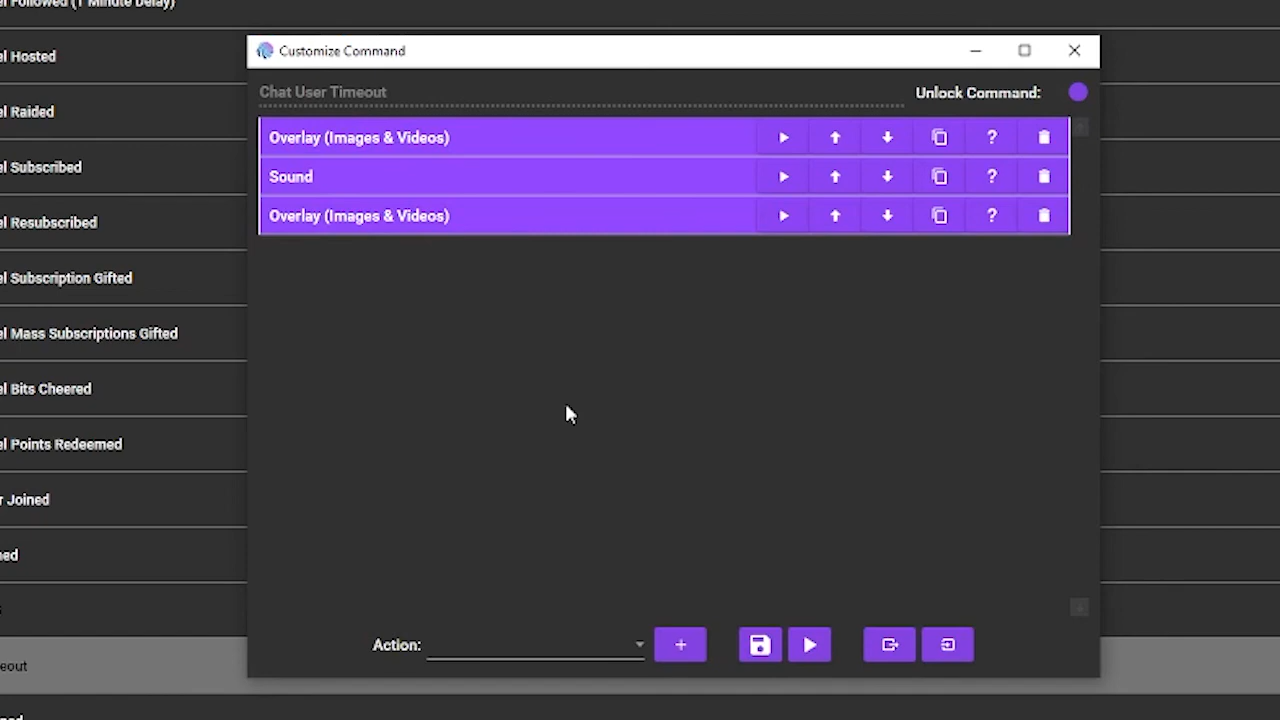 el Followed (1 Minute Delay)
el Hosted
el Raided
el Subscribed
el Resubscribed
el Subscription Gifted
el Mass Subscriptions Gifted
el Bits Cheered
el Points Redeemed
r Joined
ned
eout
Customize Command
Chat User Timeout
Unlock Command:
Overlay (Images & Videos)
?
Sound
?
Overlay (Images & Videos)
?
Action: